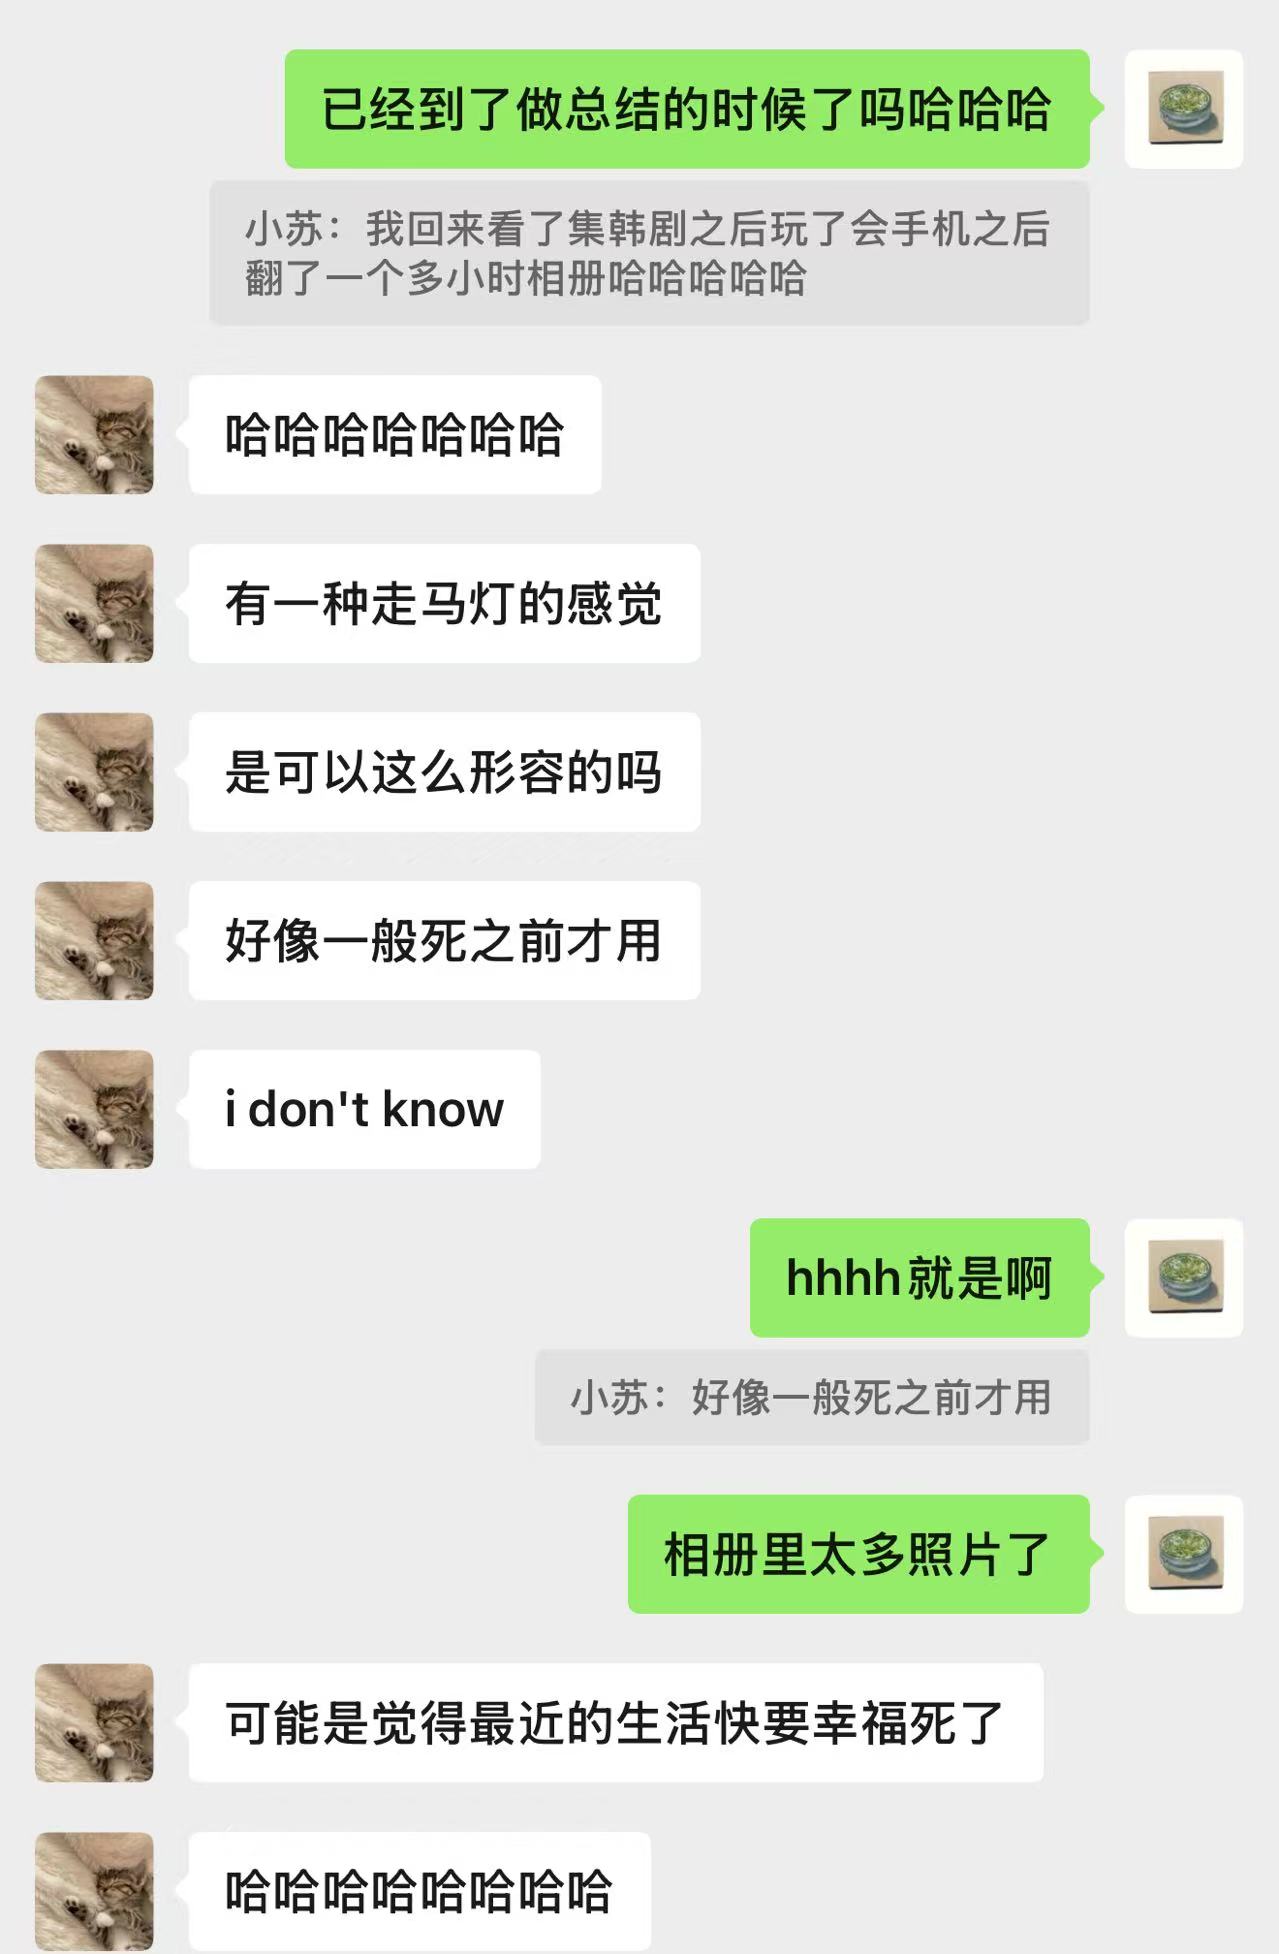 已经到了做总结的时候了吗哈哈哈
小苏：我回来看了集韩剧之后玩了会手机之后
翻了一个多小时相册哈哈哈哈哈
哈哈哈哈哈哈哈
有一种走马灯的感觉
是可以这么形容的吗
好像一般死之前才用
i don't know
hhhh就是啊
小苏：好像一般死之前才用
相册里太多照片了
可能是觉得最近的生活快要幸福死了
哈哈哈哈哈哈哈哈